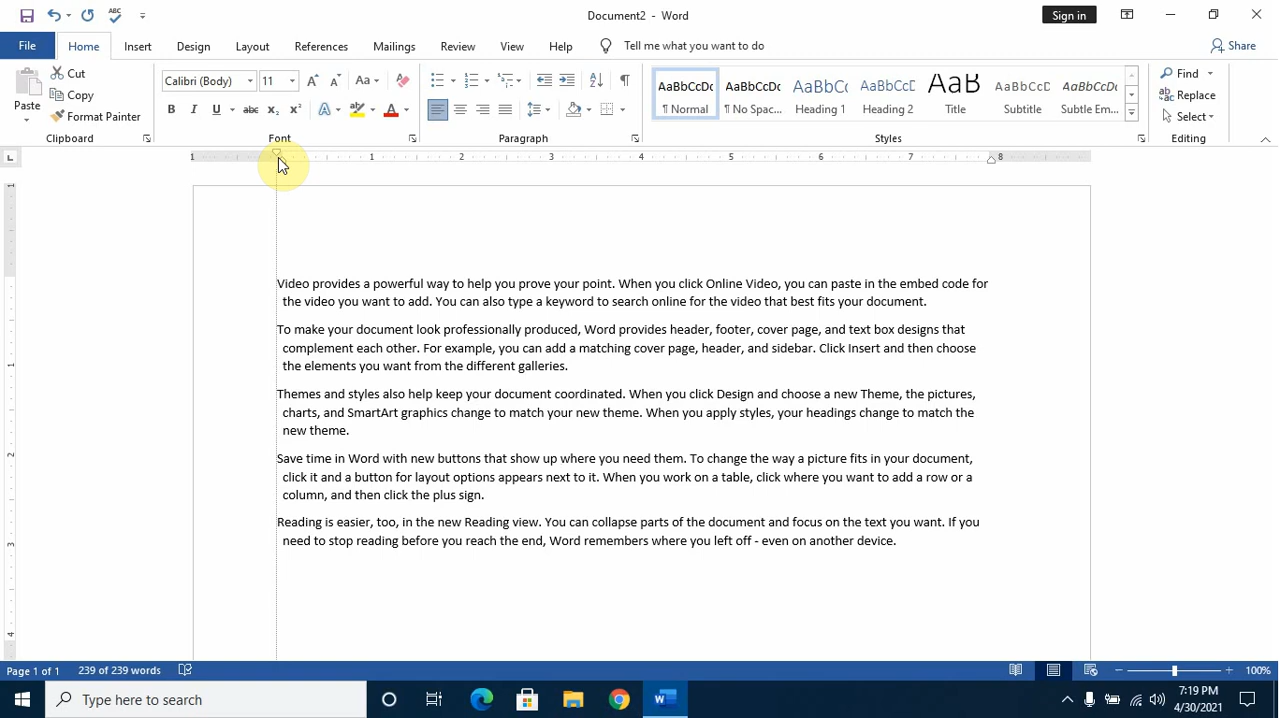 Document2 - Word
Sign in
File Home Insert Design Layout References Mailings Review View Help Tell me what you want to do Share
Paste
Cut
Copy
Format Painter
Clipboard
Calibri (Body) 11
Font
Paragraph
AaBbCcDc AaBbCcDc AaBbC AaBbCcD AaB AaBbCcD AaBbCcD
¶ Normal ¶ No Spac... Heading 1 Heading 2 Title Subtitle Subtle Em...
Styles
Find
Replace
Select
Editing
1 1 2 3 4 5 6 7 8
Video provides a powerful way to help you prove your point. When you click Online Video, you can paste in the embed code for
the video you want to add. You can also type a keyword to search online for the video that best fits your document.
To make your document look professionally produced, Word provides header, footer, cover page, and text box designs that
complement each other. For example, you can add a matching cover page, header, and sidebar. Click Insert and then choose
the elements you want from the different galleries.
Themes and styles also help keep your document coordinated. When you click Design and choose a new Theme, the pictures,
charts, and SmartArt graphics change to match your new theme. When you apply styles, your headings change to match the
new theme.
Save time in Word with new buttons that show up where you need them. To change the way a picture fits in your document,
click it and a button for layout options appears next to it. When you work on a table, click where you want to add a row or a
column, and then click the plus sign.
Reading is easier, too, in the new Reading view. You can collapse parts of the document and focus on the text you want. If you
need to stop reading before you reach the end, Word remembers where you left off - even on another device.
Page 1 of 1 239 of 239 words 100%
Type here to search
7:19 PM
4/30/2021